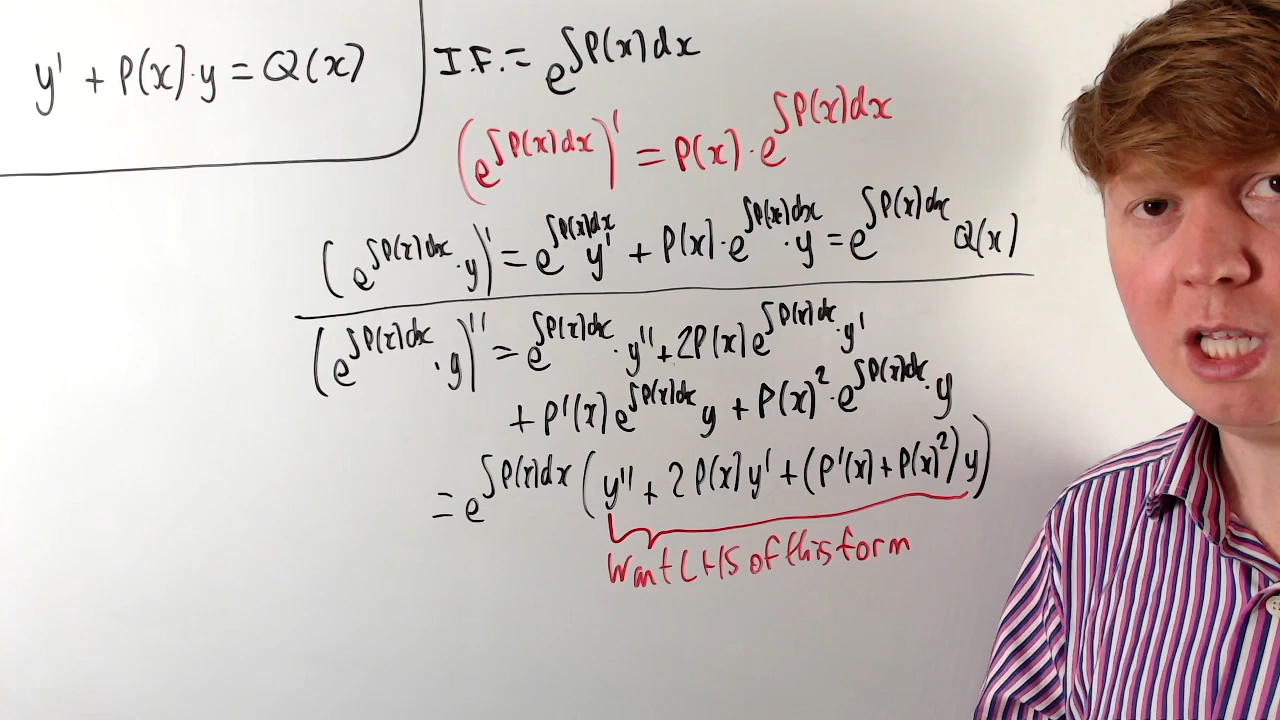 y' + P(x)·y = Q(x)
I.F. = e^{∫P(x)dx}
(e^{∫P(x)dx})' = P(x)·e^{∫P(x)dx}
(e^{∫P(x)dx}·y)' = e^{∫P(x)dx} y' + P(x)·e^{∫P(x)dx}·y = e^{∫P(x)dx} Q(x)
(e^{∫P(x)dx}·y)'' = e^{∫P(x)dx}·y'' + 2P(x)e^{∫P(x)dx}·y'
+ P'(x)e^{∫P(x)dx}y + P(x)²·e^{∫P(x)dx}·y
= e^{∫P(x)dx}(y'' + 2P(x)y' + (P'(x) + P(x)²)y)
Want LHS of this form